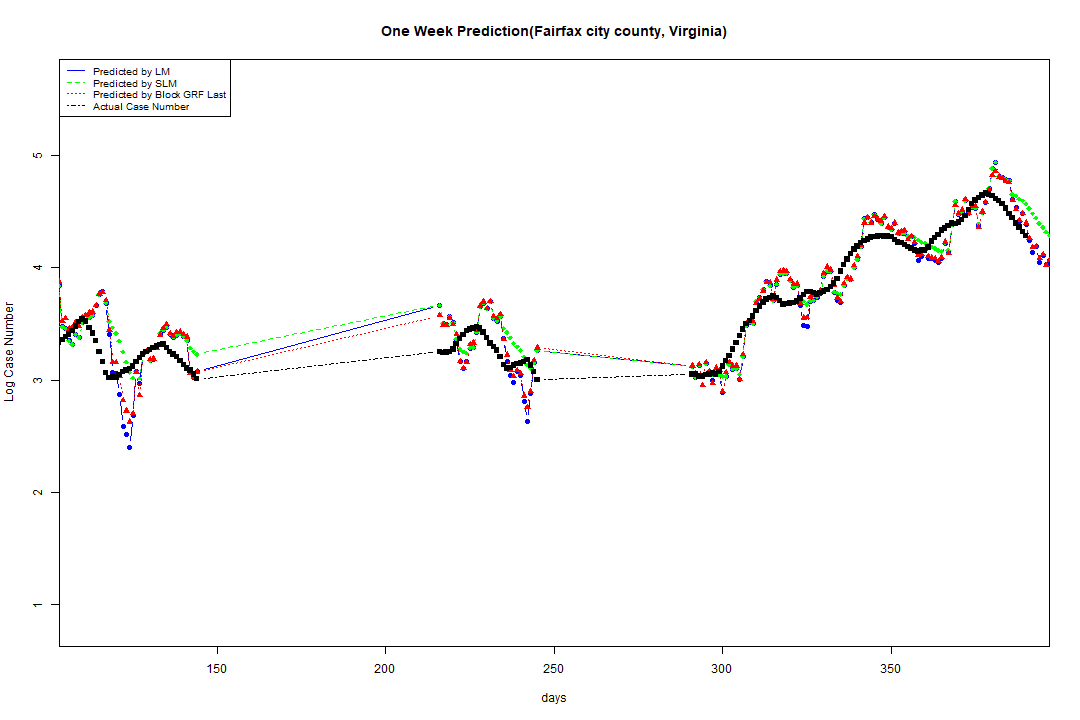 One Week Prediction(Fairfax city county, Virginia)
Predicted by LM
Predicted by SLM
Predicted by Block GRF Last
Actual Case Number
Log Case Number
5
4
3
2
1
150
200
250
300
350
days